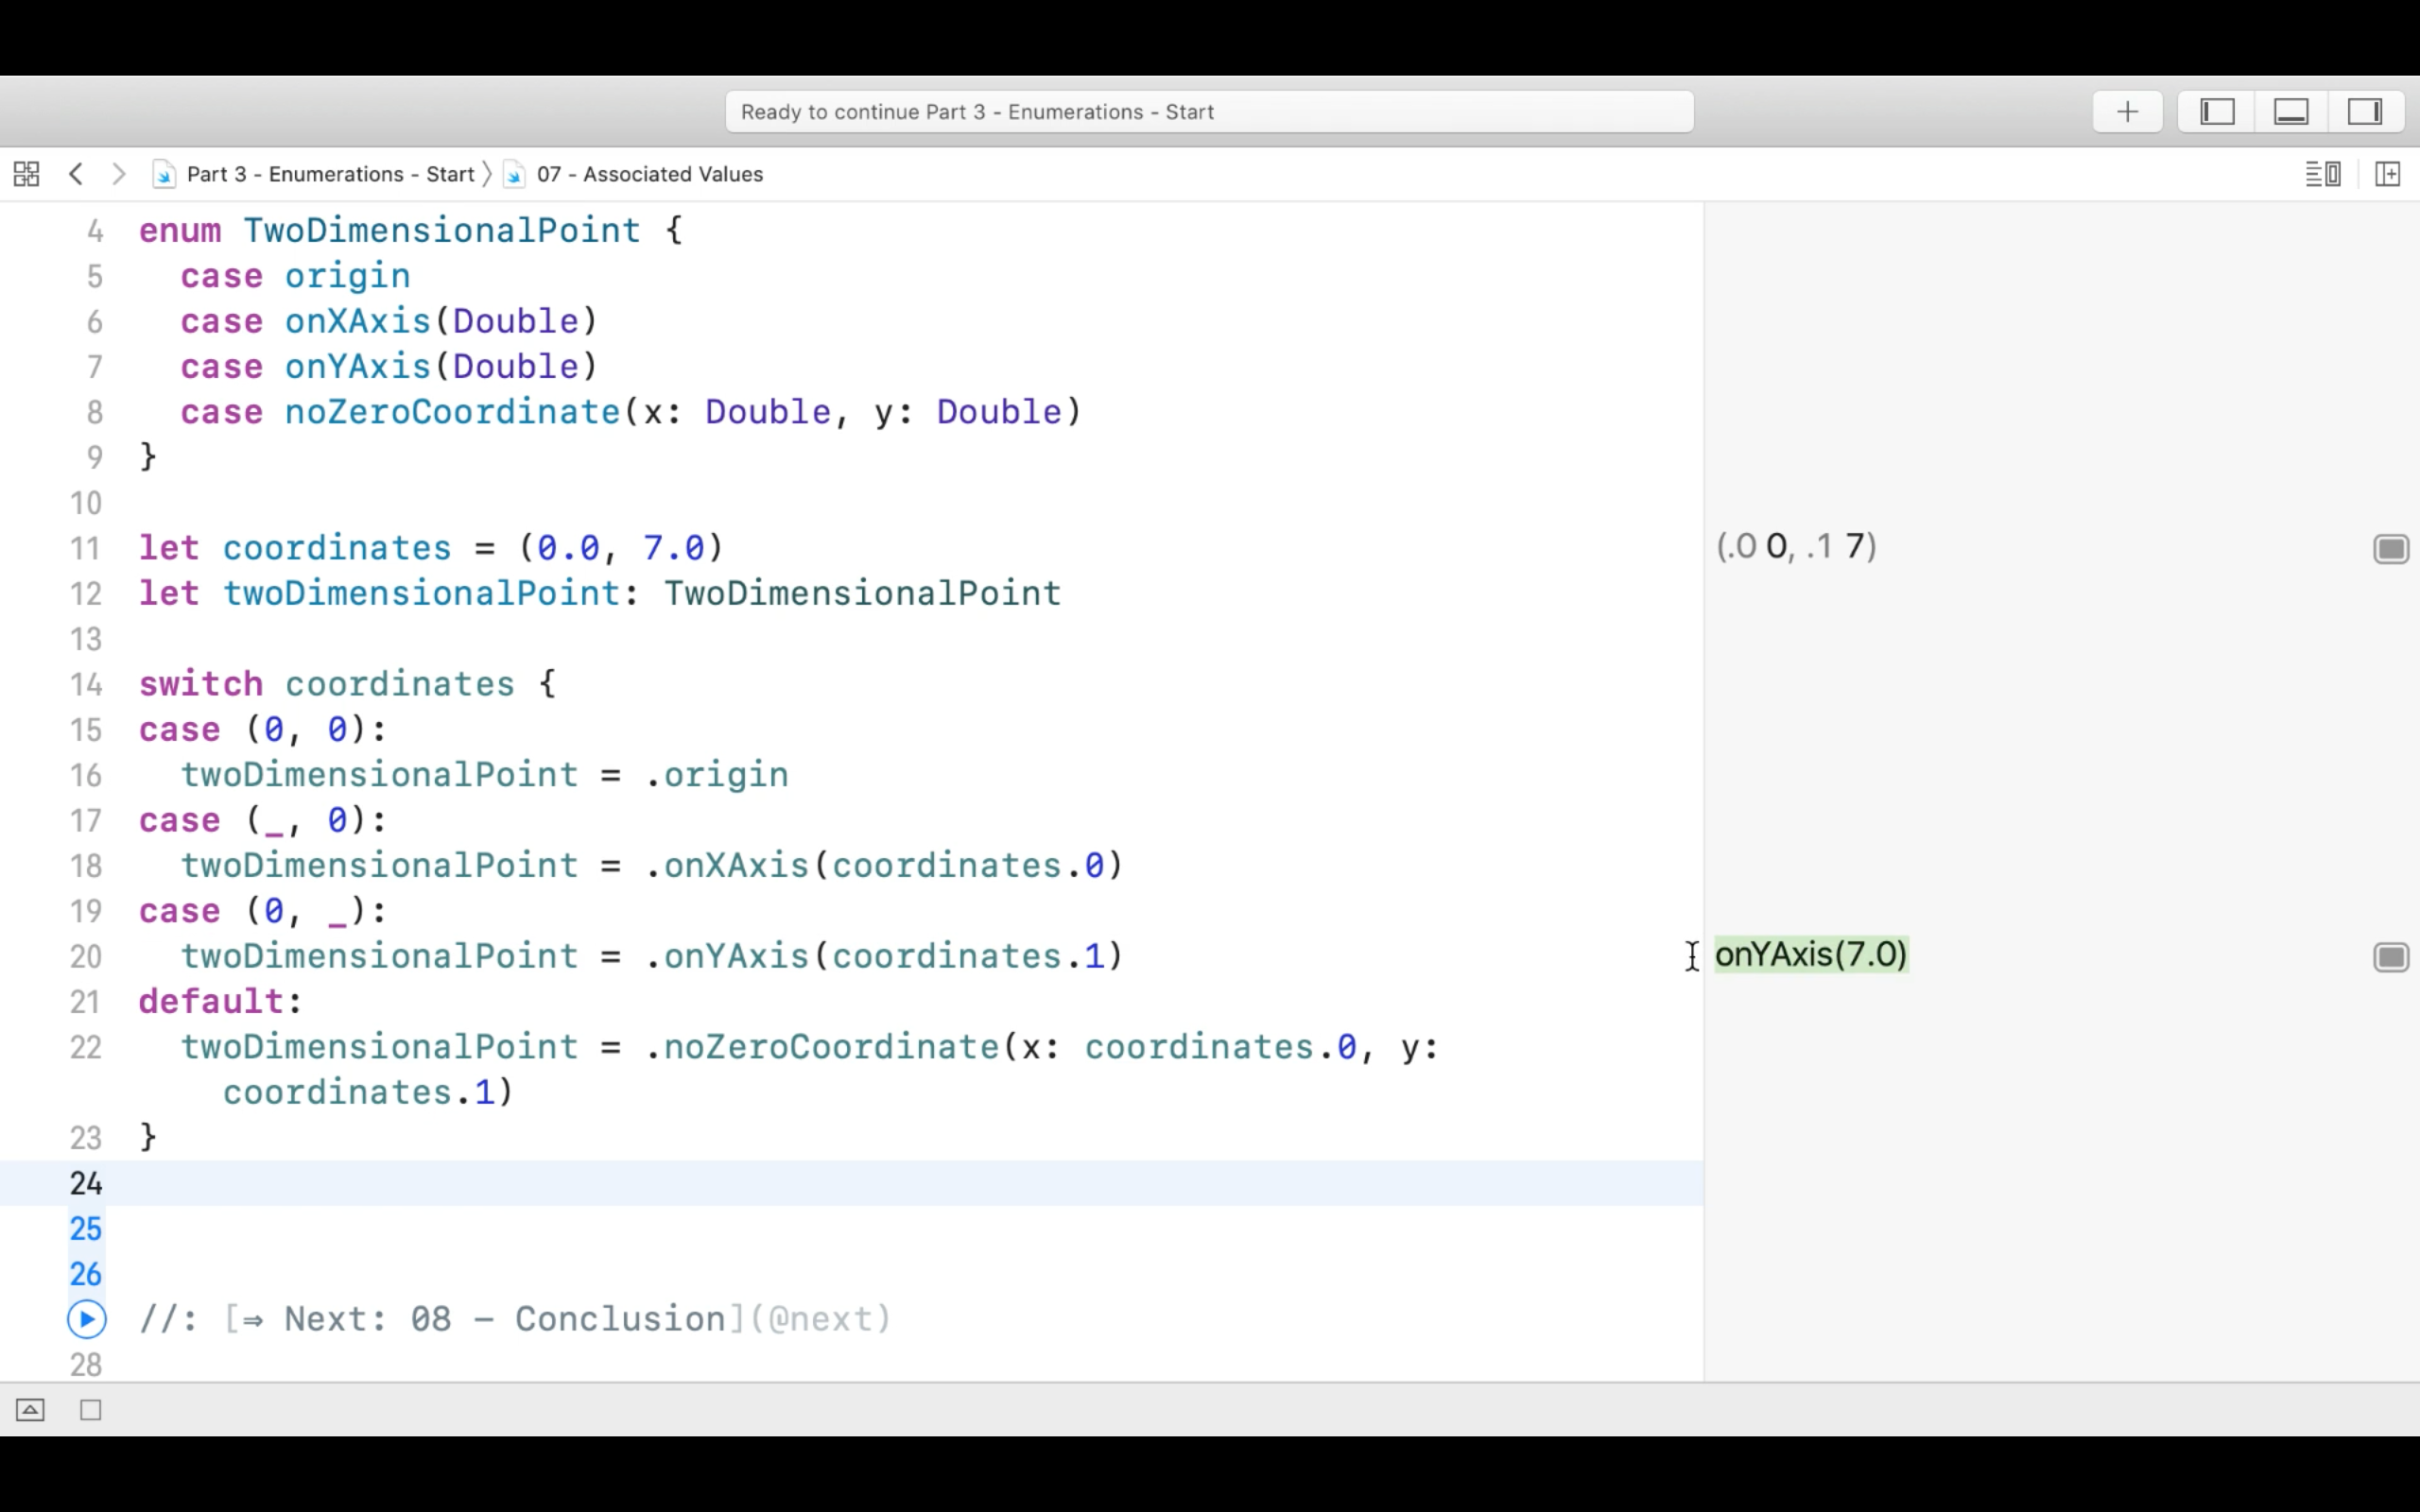 Ready to continue Part 3 - Enumerations - Start
Part 3 - Enumerations - Start 〉 07 - Associated Values
4 enum TwoDimensionalPoint {
5   case origin
6   case onXAxis(Double)
7   case onYAxis(Double)
8   case noZeroCoordinate(x: Double, y: Double)
9 }
10
11 let coordinates = (0.0, 7.0) (.0 0, .1 7)
12 let twoDimensionalPoint: TwoDimensionalPoint
13
14 switch coordinates {
15 case (0, 0):
16   twoDimensionalPoint = .origin
17 case (_, 0):
18   twoDimensionalPoint = .onXAxis(coordinates.0)
19 case (0, _):
20   twoDimensionalPoint = .onYAxis(coordinates.1) onYAxis(7.0)
21 default:
22   twoDimensionalPoint = .noZeroCoordinate(x: coordinates.0, y:
    coordinates.1)
23 }
24
25
26
//: [⇒ Next: 08 – Conclusion](@next)
28